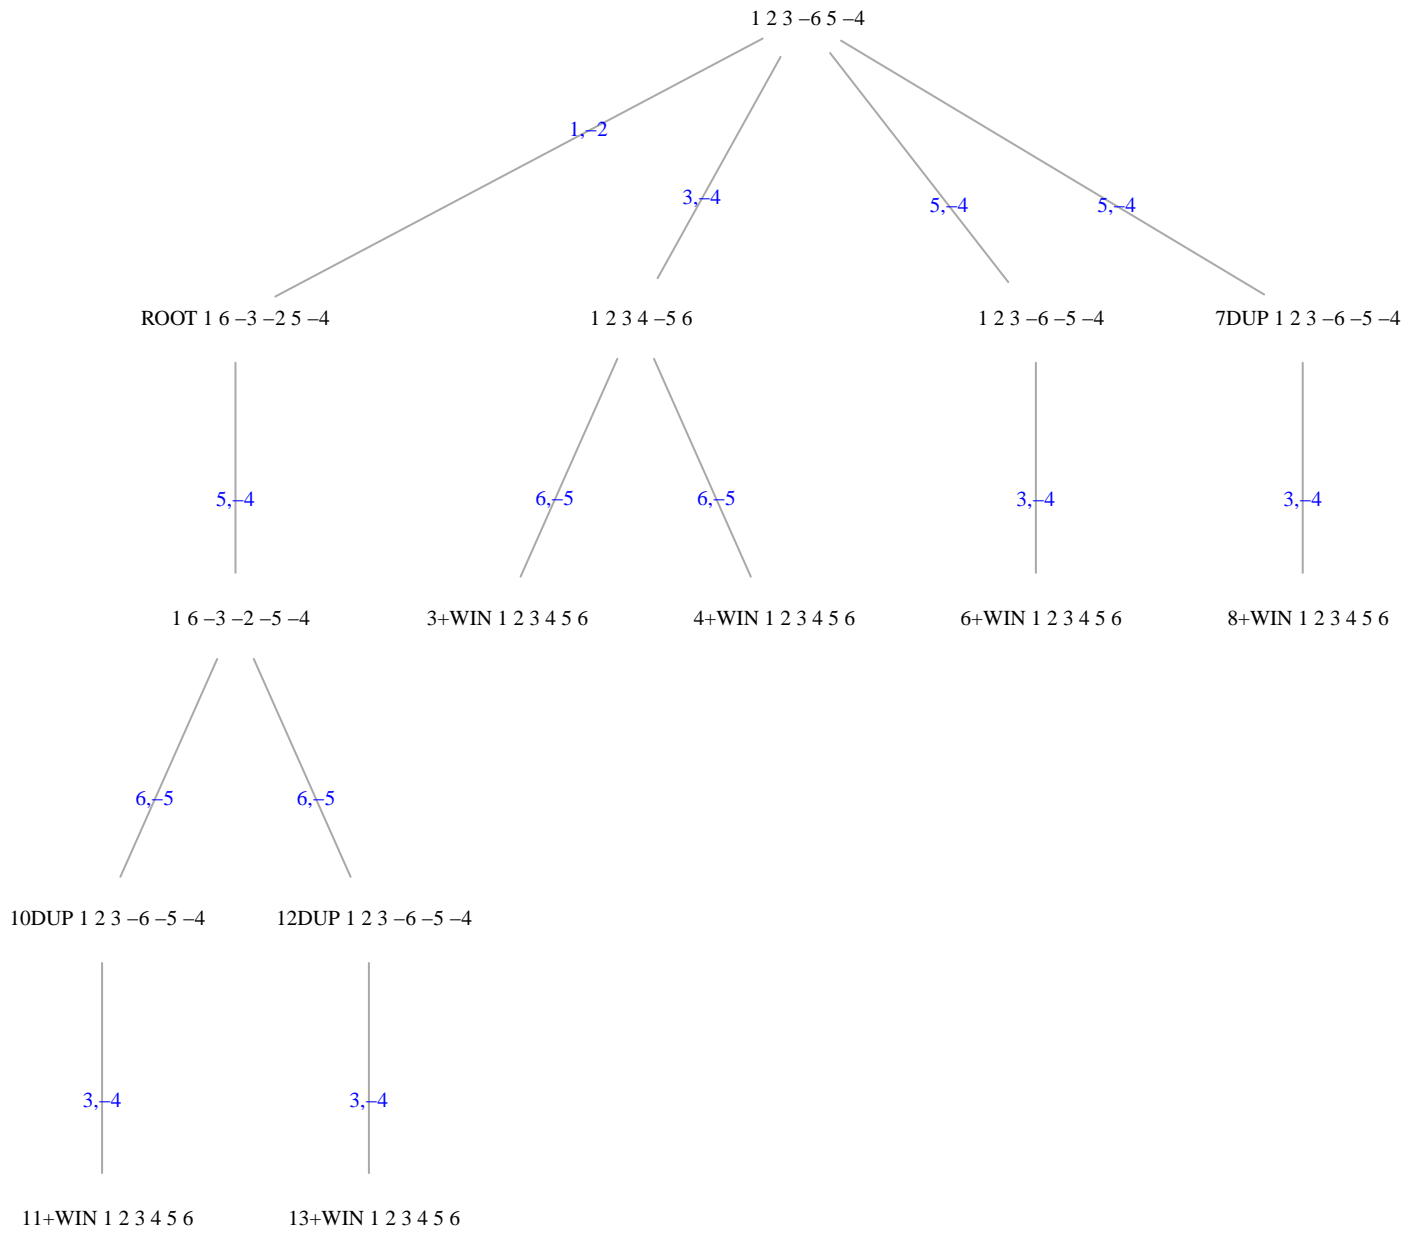 1 2 3 –6 5 –4
1,–2
3,–4
5,–4
5,–4
ROOT 1 6 –3 –2 5 –4
1 2 3 4 –5 6
1 2 3 –6 –5 –4
7DUP 1 2 3 –6 –5 –4
5,–4
6,–5
6,–5
3,–4
3,–4
1 6 –3 –2 –5 –4
3+WIN 1 2 3 4 5 6
4+WIN 1 2 3 4 5 6
6+WIN 1 2 3 4 5 6
8+WIN 1 2 3 4 5 6
6,–5
6,–5
10DUP 1 2 3 –6 –5 –4
12DUP 1 2 3 –6 –5 –4
3,–4
3,–4
11+WIN 1 2 3 4 5 6
13+WIN 1 2 3 4 5 6